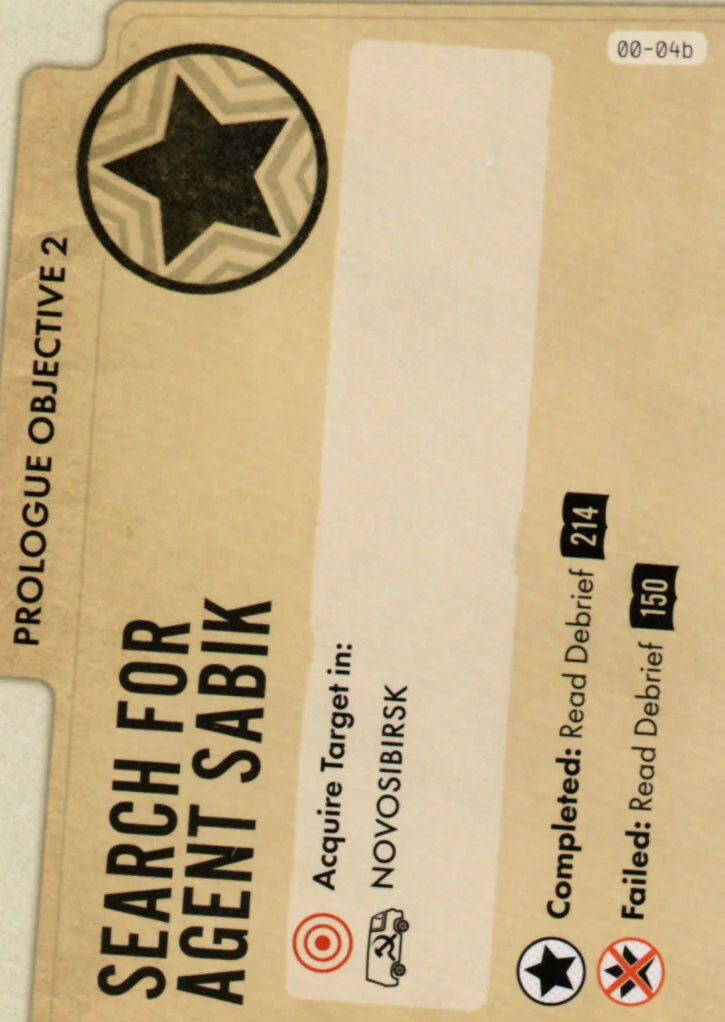 00-04b
PROLOGUE OBJECTIVE 2
SEARCH FOR
AGENT SABIK
Acquire Target in:
NOVOSIBIRSK
Completed: Read Debrief 214
Failed: Read Debrief 150